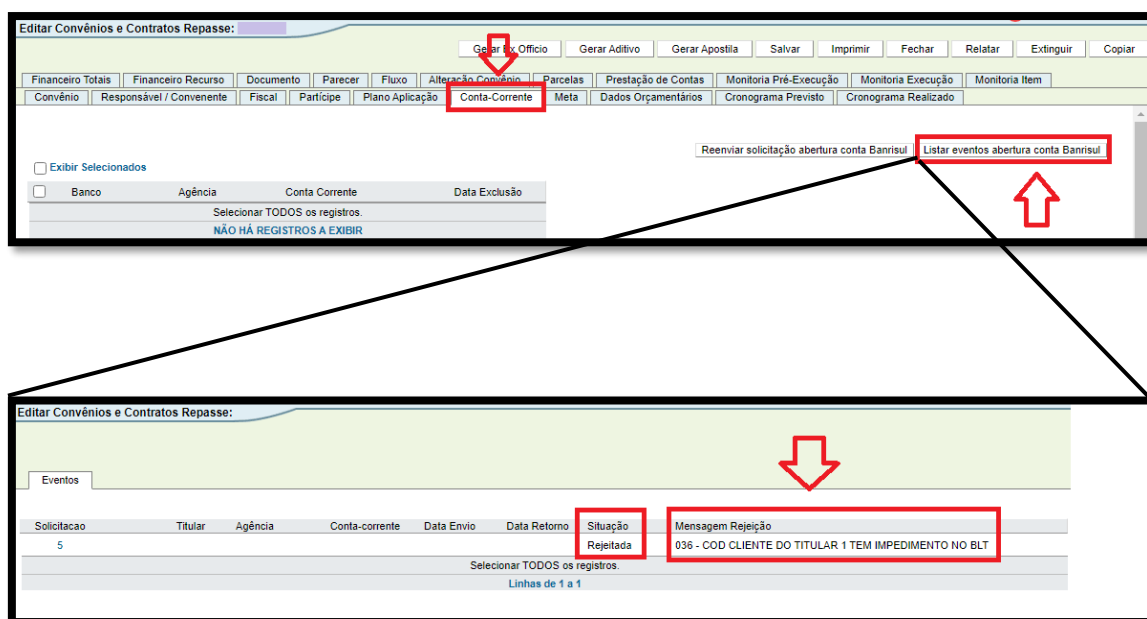 Editar Convênios e Contratos Repasse:
Gerar Ex Officio Gerar Aditivo Gerar Apostila Salvar Imprimir Fechar Relatar Extinguir Copiar
Financeiro Totais Financeiro Recurso Documento Parecer Fluxo Alteração Convênio Parcelas Prestação de Contas Monitoria Pré-Execução Monitoria Execução Monitoria Item
Convênio Responsável / Convenente Fiscal Partícipe Plano Aplicação Conta-Corrente Meta Dados Orçamentários Cronograma Previsto Cronograma Realizado
Reenviar solicitação abertura conta Banrisul Listar eventos abertura conta Banrisul
Exibir Selecionados
Banco Agência Conta Corrente Data Exclusão
Selecionar TODOS os registros.
NÃO HÁ REGISTROS A EXIBIR
Editar Convênios e Contratos Repasse:
Eventos
Solicitacao Titular Agência Conta-corrente Data Envio Data Retorno Situação Mensagem Rejeição
5 Rejeitada 036 - COD CLIENTE DO TITULAR 1 TEM IMPEDIMENTO NO BLT
Selecionar TODOS os registros.
Linhas de 1 a 1